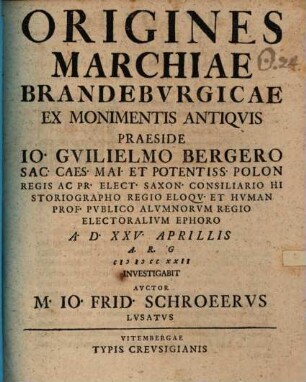 ORIGINES
MARCHIAE
BRANDEBVRGICAE
EX MONIMENTIS ANTIQVIS
PRAESIDE
IO· GVILIELMO BERGERO
SAC· CAES· MAI· ET POTENTISS· POLON
REGIS AC PR· ELECT· SAXON· CONSILIARIO HI
STORIOGRAPHO REGIO ELOQV· ET HVMAN
PROF· PVBLICO ALVMNORVM REGIO
ELECTORALIVM EPHORO
A· D· XXV· APRILLIS
A· R· G
CIↃ IↃ CC XXII
INVESTIGABIT
AVCTOR
M· IO· FRID· SCHROEERVS
LVSATVS
VITEMBERGAE
TYPIS CREVSIGIANIS